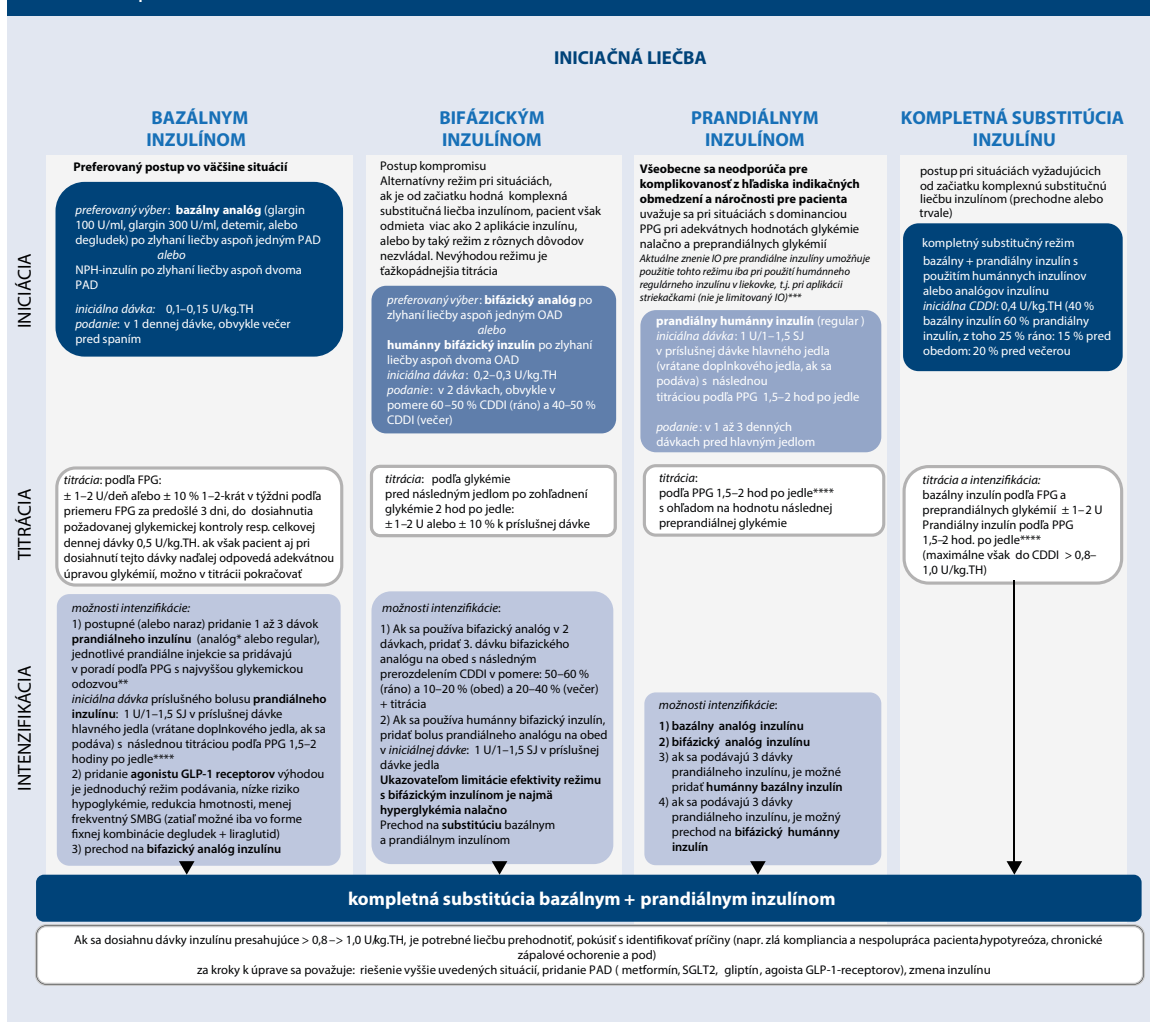 INICIAČNÁ LIEČBA
BAZÁLNYM
INZULÍNOM
BIFÁZICKÝM
INZULÍNOM
PRANDIÁLNYM
INZULÍNOM
KOMPLETNÁ SUBSTITÚCIA
INZULÍNU
INICIÁCIA
Preferovaný postup vo väčšine situácií
preferovaný výber: bazálny analóg (glargin
100 U/ml, glargin 300 U/ml, detemir, alebo
degludek) po zlyhaní liečby aspoň jedným PAD
alebo
NPH-inzulín po zlyhaní liečby aspoň dvoma
PAD
iniciálna dávka: 0,1–0,15 U/kg.TH
podanie: v 1 dennej dávke, obvykle večer
pred spaním
Postup kompromisu
Alternatívny režim pri situáciách,
ak je od začiatku hodná komplexná
substitučná liečba inzulínom, pacient však
odmieta viac ako 2 aplikácie inzulínu,
alebo by taký režim z rôznych dôvodov
nezvládal. Nevýhodou režimu je
ťažkopádnejšia titrácia
preferovaný výber: bifázický analóg po
zlyhaní liečby aspoň jedným OAD
alebo
humánny bifázický inzulín po zlyhaní
liečby aspoň dvoma OAD
iniciálna dávka: 0,2–0,3 U/kg.TH
podanie: v 2 dávkach, obvykle v
pomere 60–50 % CDDI (ráno) a 40–50 %
CDDI (večer)
Všeobecne sa neodporúča pre
komplikovanosť z hľadiska indikačných
obmedzení a náročnosti pre pacienta
uvažuje sa pri situáciách s dominanciou
PPG pri adekvátnych hodnotách glykémie
nalačno a preprandiálnych glykémií
Aktuálne znenie IO pre prandiálne inzulíny umožňuje
použitie tohto režimu iba pri použití humánneho
regulárneho inzulínu v liekovke, t.j. pri aplikácii
striekačkami (nie je limitovaný IO)***
prandiálny humánny inzulín (regular )
iniciálna dávka: 1 U/1–1,5 SJ
v príslušnej dávke hlavného jedla
(vrátane doplnkového jedla, ak sa
podáva) s následnou
titráciou podľa PPG 1,5–2 hod po jedle
podanie: v 1 až 3 denných
dávkach pred hlavným jedlom
postup pri situáciách vyžadujúcich
od začiatku komplexnú substitučnú
liečbu inzulínom (prechodne alebo
trvale)
kompletný substitučný režim
bazálny + prandiálny inzulín s
použitím humánnych inzulínov
alebo analógov inzulínu
iniciálna CDDI: 0,4 U/kg.TH (40 %
bazálny inzulín 60 % prandiálny
inzulín, z toho 25 % ráno: 15 % pred
obedom: 20 % pred večerou
TITRÁCIA
titrácia: podľa FPG:
± 1–2 U/deň aľebo ± 10 % 1–2-krát v týždni podľa
priemeru FPG za predošlé 3 dni, do dosiahnutia
požadovanej glykemickej kontroly resp. celkovej
dennej dávky 0,5 U/kg.TH. ak však pacient aj pri
dosiahnutí tejto dávky naďalej odpovedá adekvátnou
úpravou glykémií, možno v titrácii pokračovať
titrácia: podľa glykémie
pred následným jedlom po zohľadnení
glykémie 2 hod po jedle:
± 1–2 U alebo ± 10 % k príslušnej dávke
titrácia:
podľa PPG 1,5–2 hod po jedle****
s ohľadom na hodnotu následnej
preprandiálnej glykémie
titrácia a intenzifikácia:
bazálny inzulín podľa FPG a
preprandiálnych glykémií ± 1–2 U
Prandiálny inzulín podľa PPG
1,5–2 hod. po jedle****
(maximálne však do CDDI > 0,8–
1,0 U/kg.TH)
INTENZIFIKÁCIA
možnosti intenzifikácie:
1) postupné (alebo naraz) pridanie 1 až 3 dávok
prandiálneho inzulínu (analóg* alebo regular),
jednotlivé prandiálne injekcie sa pridávajú
v poradí podľa PPG s najvyššou glykemickou
odozvou**
iniciálna dávka príslušného bolusu prandiálneho
inzulínu: 1 U/1–1,5 SJ v príslušnej dávke
hlavného jedla (vrátane doplnkového jedla, ak sa
podáva) s následnou titráciou podľa PPG 1,5–2
hodiny po jedle****
2) pridanie agonistu GLP-1 receptorov výhodou
je jednoduchý režim podávania, nízke riziko
hypoglykémie, redukcia hmotnosti, menej
frekventný SMBG (zatiaľ možné iba vo forme
fixnej kombinácie degludek + liraglutid)
3) prechod na bifazický analóg inzulínu
možnosti intenzifikácie:
1) Ak sa používa bifazický analóg v 2
dávkach, pridať 3. dávku bifazického
analógu na obed s následným
prerozdelením CDDI v pomere: 50–60 %
(ráno) a 10–20 % (obed) a 20–40 % (večer)
+ titrácia
2) Ak sa používa humánny bifazický inzulín,
pridať bolus prandiálneho analógu na obed
v iniciálnej dávke: 1 U/1–1,5 SJ v príslušnej
dávke jedla
Ukazovateľom limitácie efektivity režimu
s bifázickým inzulínom je najmä
hyperglykémia nalačno
Prechod na substitúciu bazálnym
a prandiálnym inzulínom
možnosti intenzifikácie:
1) bazálny analóg inzulínu
2) bifázický analóg inzulínu
3) ak sa podávajú 3 dávky
prandiálneho inzulínu, je možné
pridať humánny bazálny inzulín
4) ak sa podávajú 3 dávky
prandiálneho inzulínu, je možný
prechod na bifázický humánny
inzulín
kompletná substitúcia bazálnym + prandialnym inzulínom
Ak sa dosiahnu dávky inzulínu presahujúce > 0,8 –> 1,0 U/kg.TH, je potrebné liečbu prehodnotiť, pokúsiť s identifikovať príčiny (napr. zlá kompliancia a nespolupráca pacienta,hypotyreóza, chronické
zápalové ochorenie a pod)
za kroky k úprave sa považuje: riešenie vyššie uvedených situácií, pridanie PAD ( metformín, SGLT2, gliptín, agoista GLP-1-receptorov), zmena inzulínu